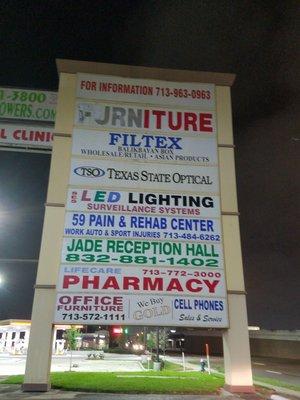 1-3800
OWERS.COM
L CLINIC
FOR INFORMATION 713-963-0963
FURNITURE
FILTEX
BALIKBAYAN BOX
WHOLESALE/RETAIL • ASIAN PRODUCTS
TSO TEXAS STATE OPTICAL
LED LIGHTING
SURVEILLANCE SYSTEMS
59 PAIN & REHAB CENTER
WORK AUTO & SPORT INJURIES 713-484-6262
JADE RECEPTION HALL
832-881-1402
LIFECARE 713-772-3000
PHARMACY
OFFICE
FURNITURE
713-572-1111
We Buy
GOLD
CELL PHONES
Sales & Service